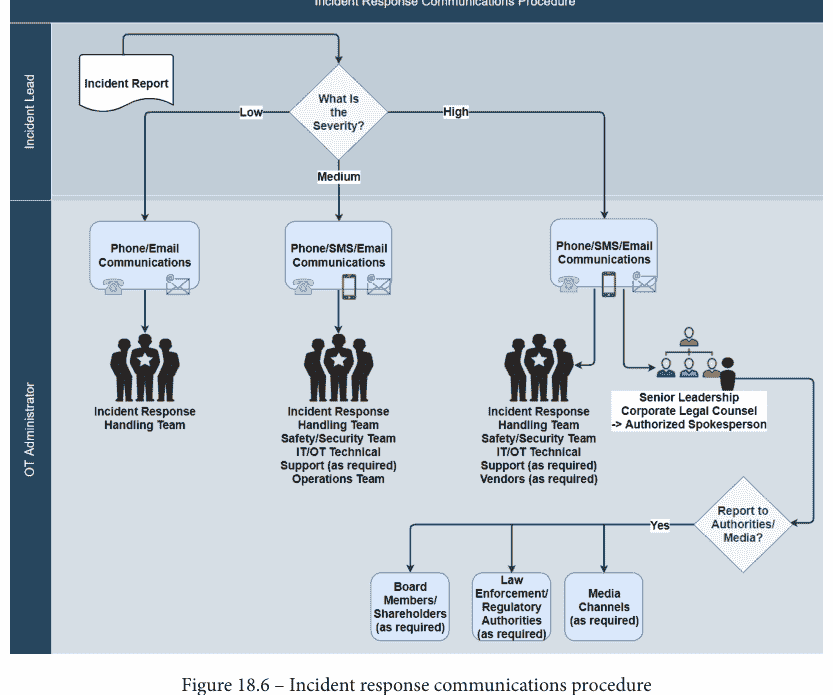 Incident Response Communications Procedure
Incident Lead
Incident Report
What Is
the
Severity?
Low
High
Medium
OT Administrator
Phone/Email
Communications
Phone/SMS/Email
Communications
Phone/SMS/Email
Communications
Incident Response
Handling Team
Incident Response
Handling Team
Safety/Security Team
IT/OT Technical
Support (as required)
Operations Team
Incident Response
Handling Team
Safety/Security Team
IT/OT Technical
Support (as required)
Vendors (as required)
Senior Leadership
Corporate Legal Counsel
-> Authorized Spokesperson
Report to
Authorities/
Media?
Yes
Board
Members/
Shareholders
(as required)
Law
Enforcement/
Regulatory
Authorities
(as required)
Media
Channels
(as required)
Figure 18.6 – Incident response communications procedure